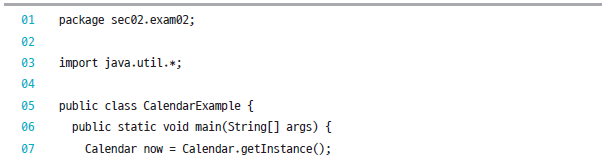 01 package sec02.exam02;
02
03 import java.util.*;
04
05 public class CalendarExample {
06 public static void main(String[] args) {
07 Calendar now = Calendar.getInstance();